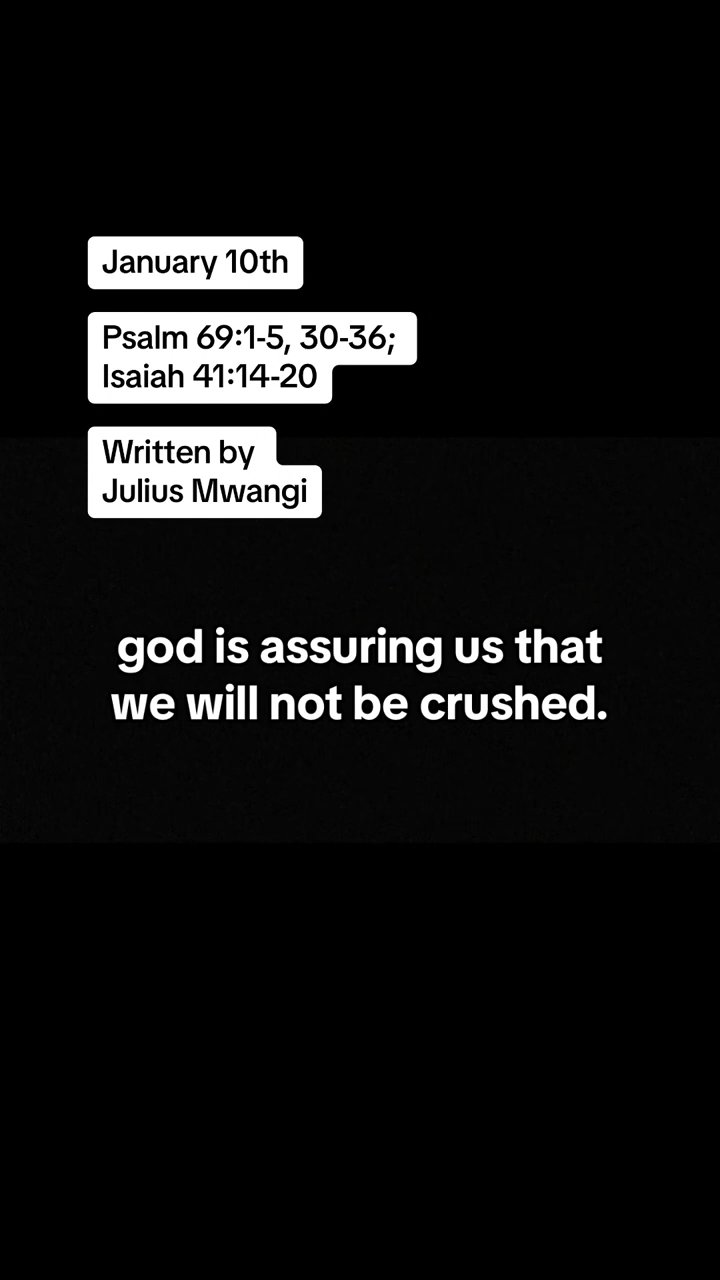 January 10th
Psalm 69:1-5, 30-36;
Isaiah 41:14-20
Written by
Julius Mwangi
god is assuring us that
we will not be crushed.